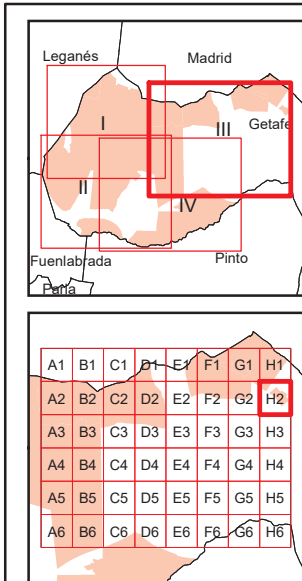 Leganés Madrid
I
III
Getafe
II
IV
Fuenlabrada Pinto
Parla
A1 B1 C1 D1 E1 F1 G1 H1
A2 B2 C2 D2 E2 F2 G2 H2
A3 B3 C3 D3 E3 F3 G3 H3
A4 B4 C4 D4 E4 F4 G4 H4
A5 B5 C5 D5 E5 F5 G5 H5
A6 B6 C6 D6 E6 F6 G6 H6